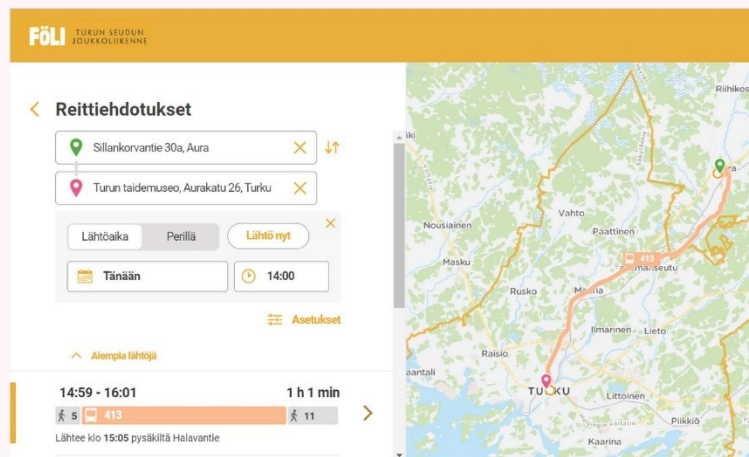 FÖLI TURUN SEUDUN
JOUKKOLIIKENNE
Reittiehdotukset
Sillankorvantie 30a, Aura
Turun taidemuseo, Aurakatu 26, Turku
Lähtöaika Perillä Lähtö nyt
Tänään 14:00
Asetukset
Aiempia lähtöjä
14:59 - 16:01 1 h 1 min
5 413 11
Lähtee klo 15:05 pysäkiltä Halavantie
Riihikos
Vahto
Nousiainen
Paattinen
Masku
413
Rusko
Ilmarinen
Lieto
Raisio
aantali
Littoinen
Piikkiö
Kaarina